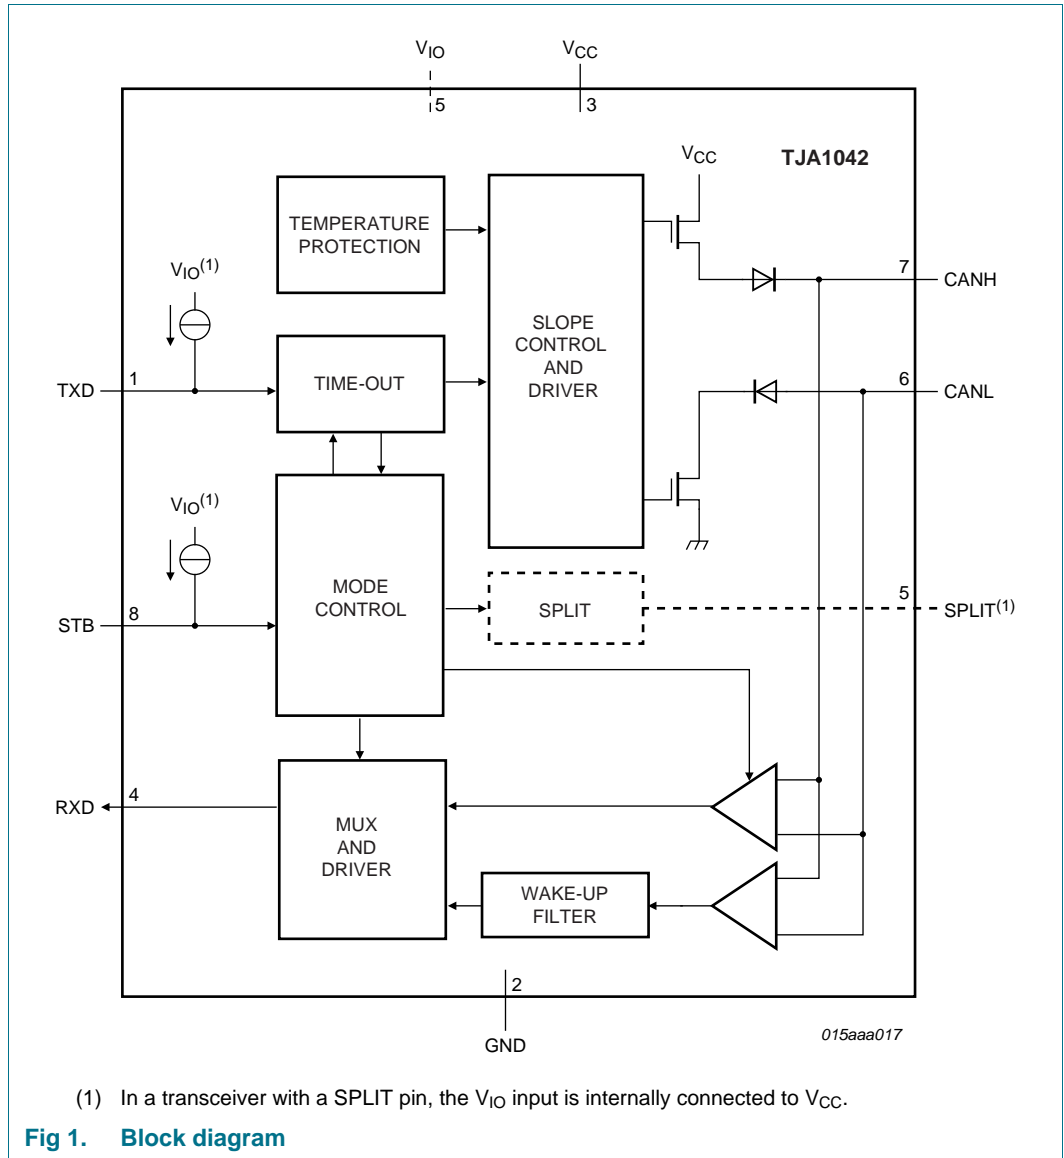 VIO
VCC
5
3
VCC
TJA1042
TEMPERATURE
PROTECTION
VIO(1)
7
CANH
SLOPE
CONTROL
AND
DRIVER
TXD
1
TIME-OUT
6
CANL
VIO(1)
MODE
CONTROL
SPLIT
5
SPLIT(1)
STB
8
RXD
4
MUX
AND
DRIVER
WAKE-UP
FILTER
2
GND
015aaa017
(1) In a transceiver with a SPLIT pin, the VIO input is internally connected to VCC.
Fig 1. Block diagram